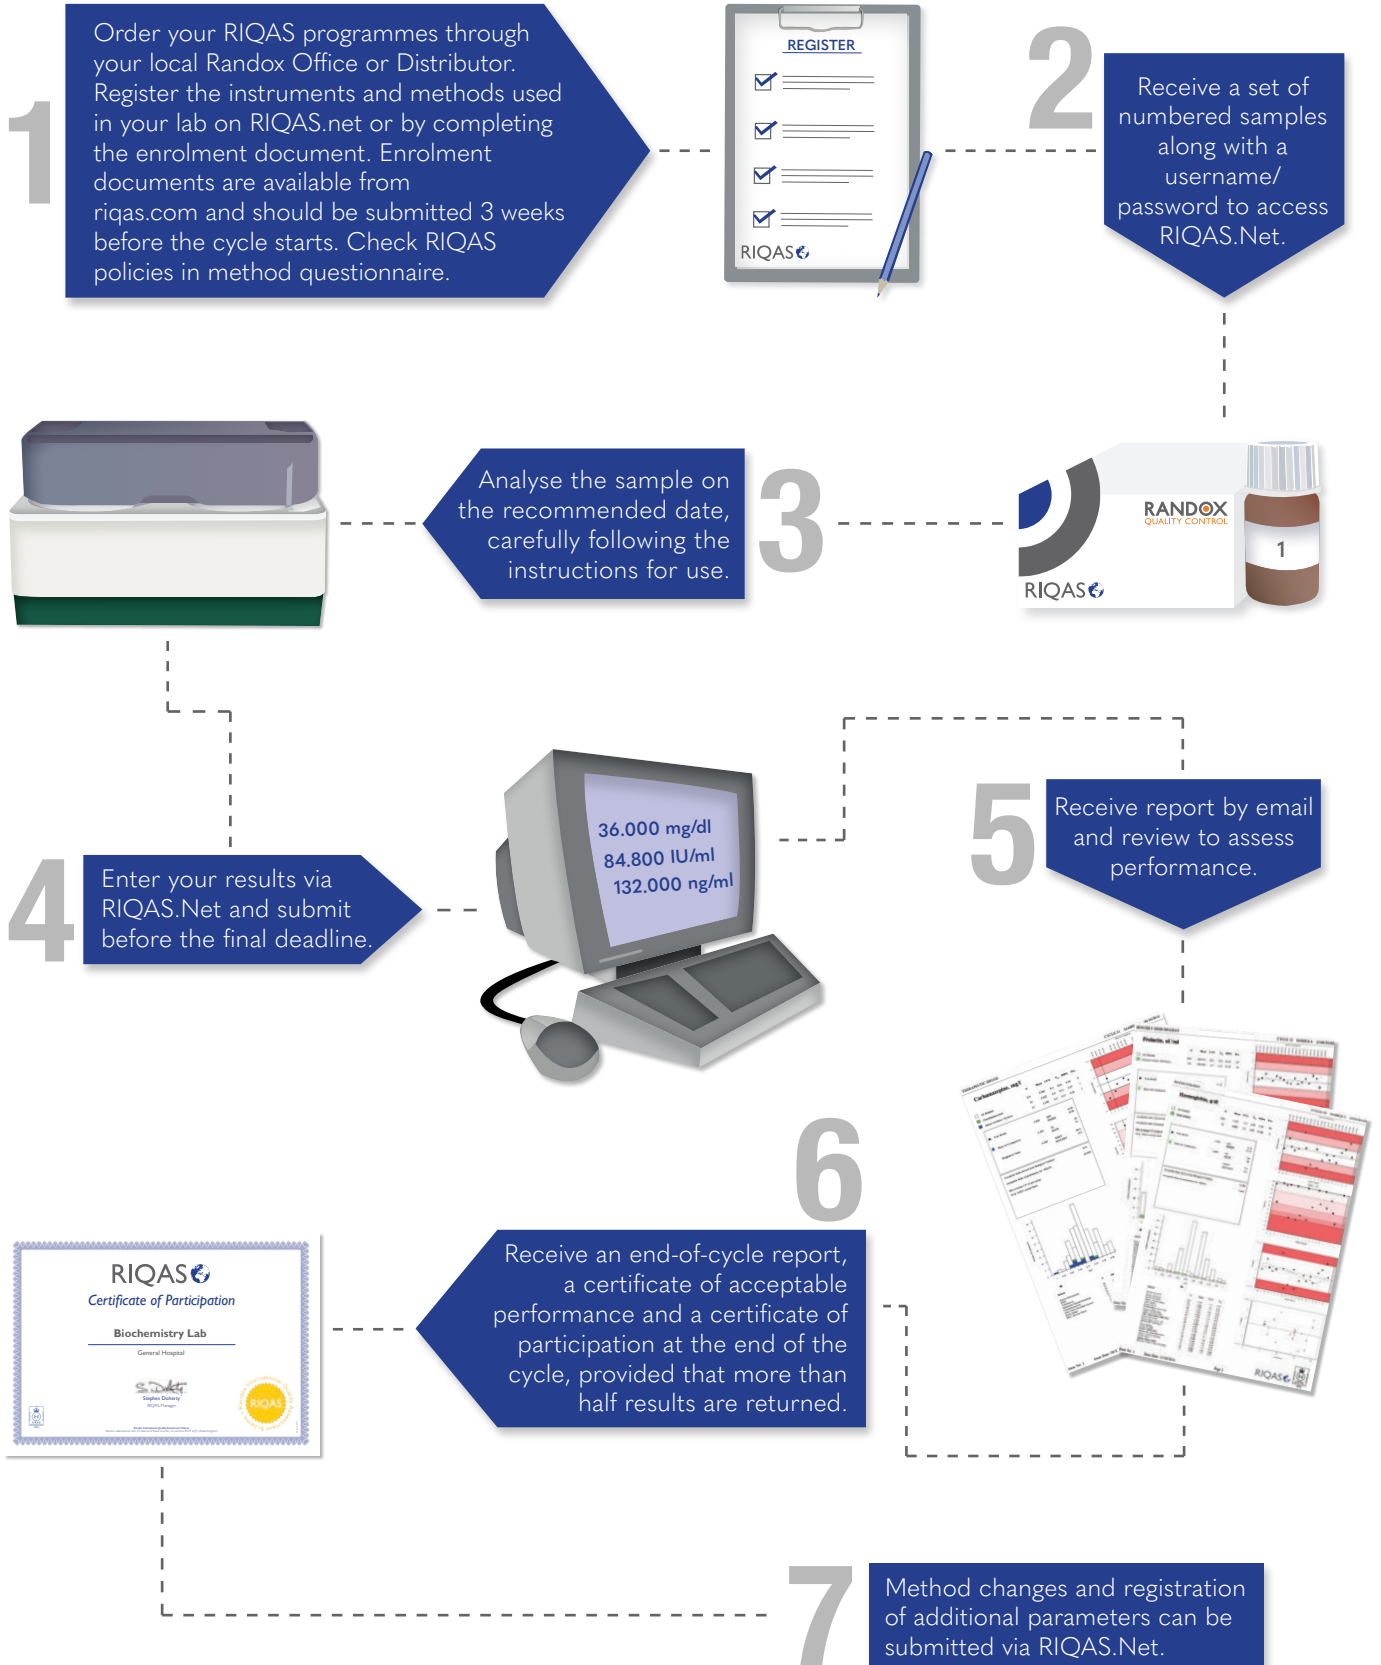 1
Order your RIQAS programmes through
your local Randox Office or Distributor.
Register the instruments and methods used
in your lab on RIQAS.net or by completing
the enrolment document. Enrolment
documents are available from
riqas.com and should be submitted 3 weeks
before the cycle starts. Check RIQAS
policies in method questionnaire.
REGISTER
RIQAS
2
Receive a set of
numbered samples
along with a
username/
password to access
RIQAS.Net.
RANDOX
QUALITY CONTROL
1
RIQAS
3
Analyse the sample on
the recommended date,
carefully following the
instructions for use.
4
Enter your results via
RIQAS.Net and submit
before the final deadline.
36.000 mg/dl
84.800 IU/ml
132.000 ng/ml
5
Receive report by email
and review to assess
performance.
RIQAS
6
Receive an end-of-cycle report,
a certificate of acceptable
performance and a certificate of
participation at the end of the
cycle, provided that more than
half results are returned.
RIQAS
Certificate of Participation
Biochemistry Lab
General Hospital
Stephen Doherty
RIQAS Manager
RIQAS
7
Method changes and registration
of additional parameters can be
submitted via RIQAS.Net.